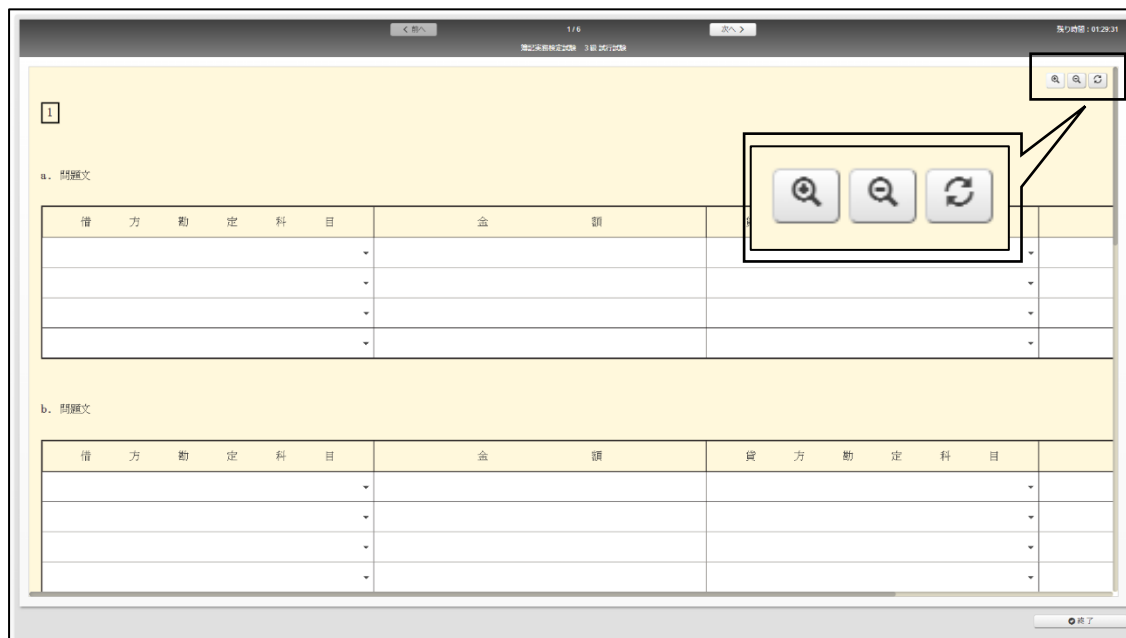 < 前へ 1 / 6 次へ > 残り時間：01:29:31
簿記実務検定試験　3級 試行試験
1
a. 問題文
借方勘定科目 金額
b. 問題文
借方勘定科目 金額 貸方勘定科目
終了